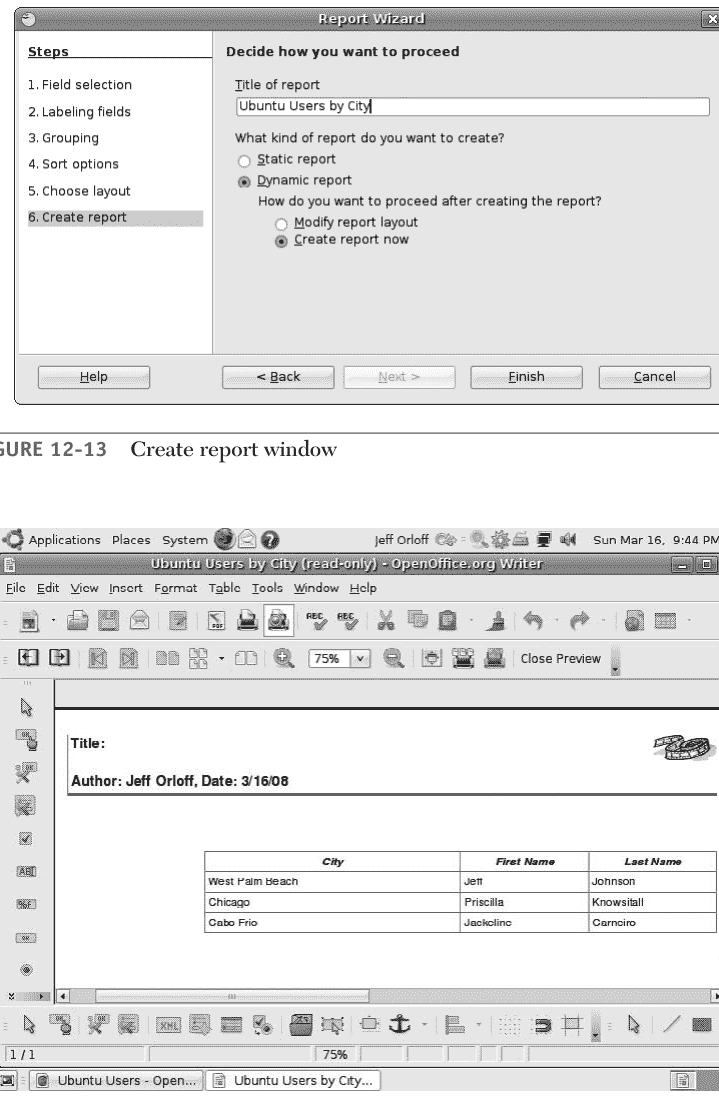 Report Wizard
Steps
Decide how you want to proceed
1. Field selection
2. Labeling fields
3. Grouping
4. Sort options
5. Choose layout
6. Create report
Title of report
Ubuntu Users by City
What kind of report do you want to create?
Static report
Dynamic report
How do you want to proceed after creating the report?
Modify report layout
Create report now
Help
< Back
Next >
Finish
Cancel
GURE 12-13 Create report window
Applications Places System Jeff Orloff Sun Mar 16, 9:44 PM
Ubuntu Users by City (read-only) - OpenOffice.org Writer
File Edit View Insert Format Table Tools Window Help
PDF ABC ABC
75% Close Preview
Title:
Author: Jeff Orloff, Date: 3/16/08
City First Name Last Name
West Palm Beach Jeff Johnson
Chicago Priscilla Knowsitall
Cabo Frio Jackeline Carneiro
XML
1 / 1 75%
Ubuntu Users - Open... Ubuntu Users by City...